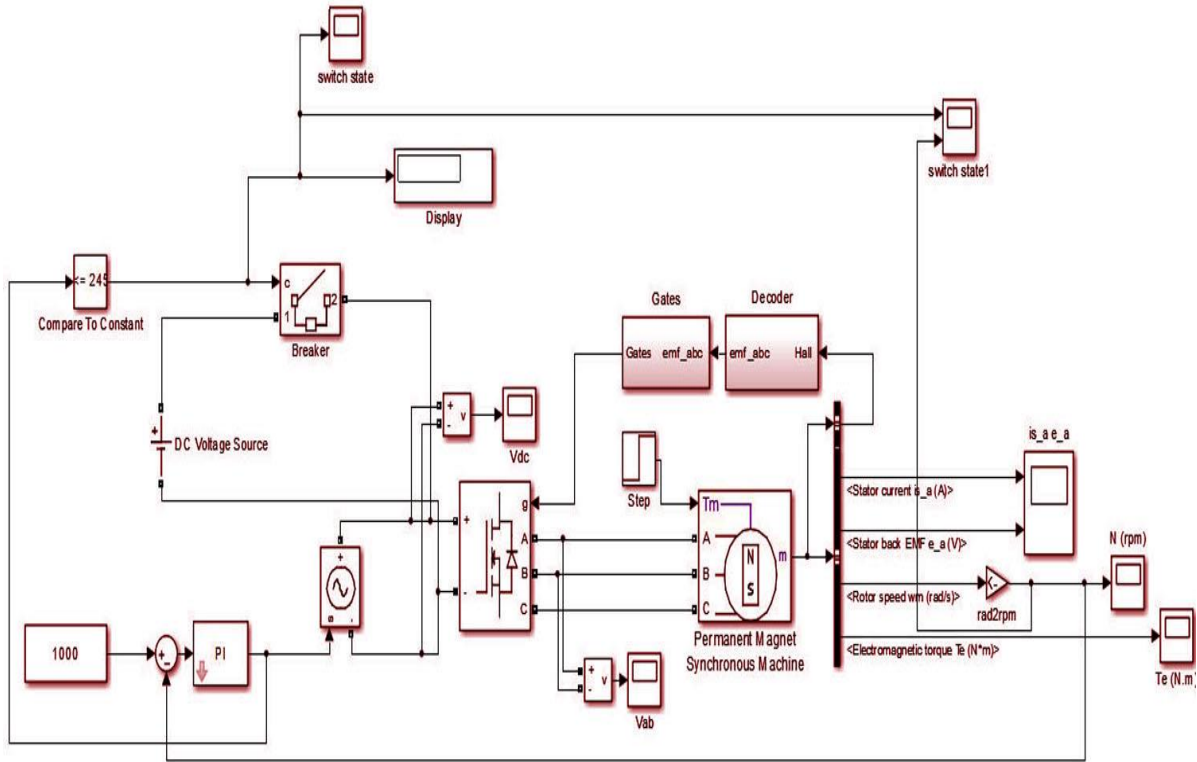 switch state
switch state1
Display
<= 245
Compare To Constant
c
1
2
Breaker
Gates
Decoder
Gates emf_abc
emf_abc Hall
+
DC Voltage Source
+
-
v
Vdc
Step
is_a e_a
+
-
g
A
B
C
Tm
A
B
C
N
S
m
<Stator current is_a (A)>
<Stator back EMF e_a (V)>
<Rotor speed wm (rad/s)>
<Electromagnetic torque Te (N*m)>
rad2rpm
N (rpm)
Te (N.m)
Permanent Magnet
Synchronous Machine
+
s
-
1000
+
-
PI
+
-
v
Vab